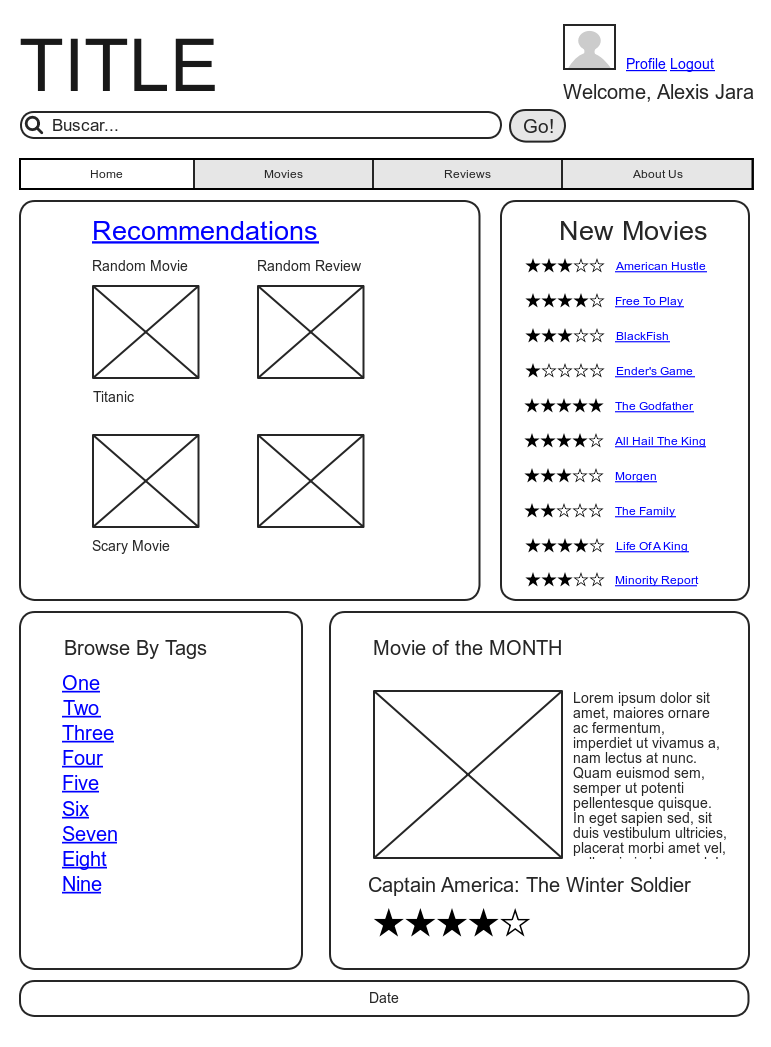 TITLE
Profile Logout
Welcome, Alexis Jara
Buscar...
Go!
Home
Movies
Reviews
About Us
Recommendations
Random Movie
Random Review
Titanic
Scary Movie
New Movies
American Hustle
Free To Play
BlackFish
Ender's Game
The Godfather
All Hail The King
Morgen
The Family
Life Of A King
Minority Report
Browse By Tags
One
Two
Three
Four
Five
Six
Seven
Eight
Nine
Movie of the MONTH
Lorem ipsum dolor sit
amet, maiores ornare
ac fermentum,
imperdiet ut vivamus a,
nam lectus at nunc.
Quam euismod sem,
semper ut potenti
pellentesque quisque.
In eget sapien sed, sit
duis vestibulum ultricies,
placerat morbi amet vel,
Captain America: The Winter Soldier
Date